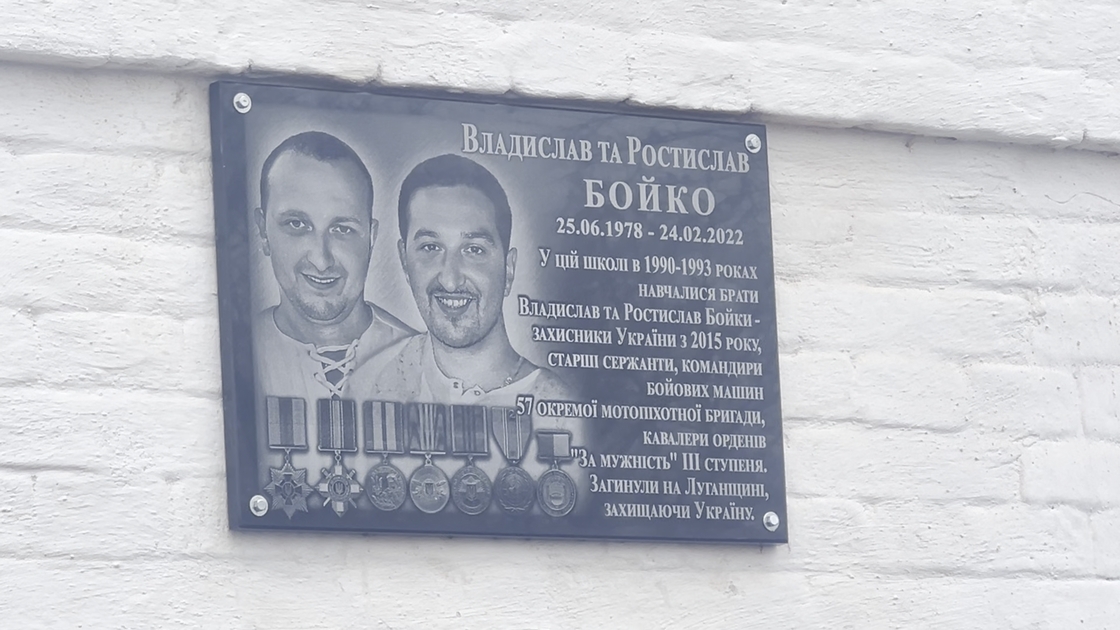 Владислав та Ростислав
БОЙКО
25.06.1978 - 24.02.2022
У цій школі в 1990-1993 роках
навчалися брати
Владислав та Ростислав Бойки -
захисники України з 2015 року,
старші сержанти, командири
бойових машин
57 окремої мотопіхотної бригади,
кавалери орденів
"За мужність" III ступеня.
Загинули на Луганщині,
захищаючи Україну.